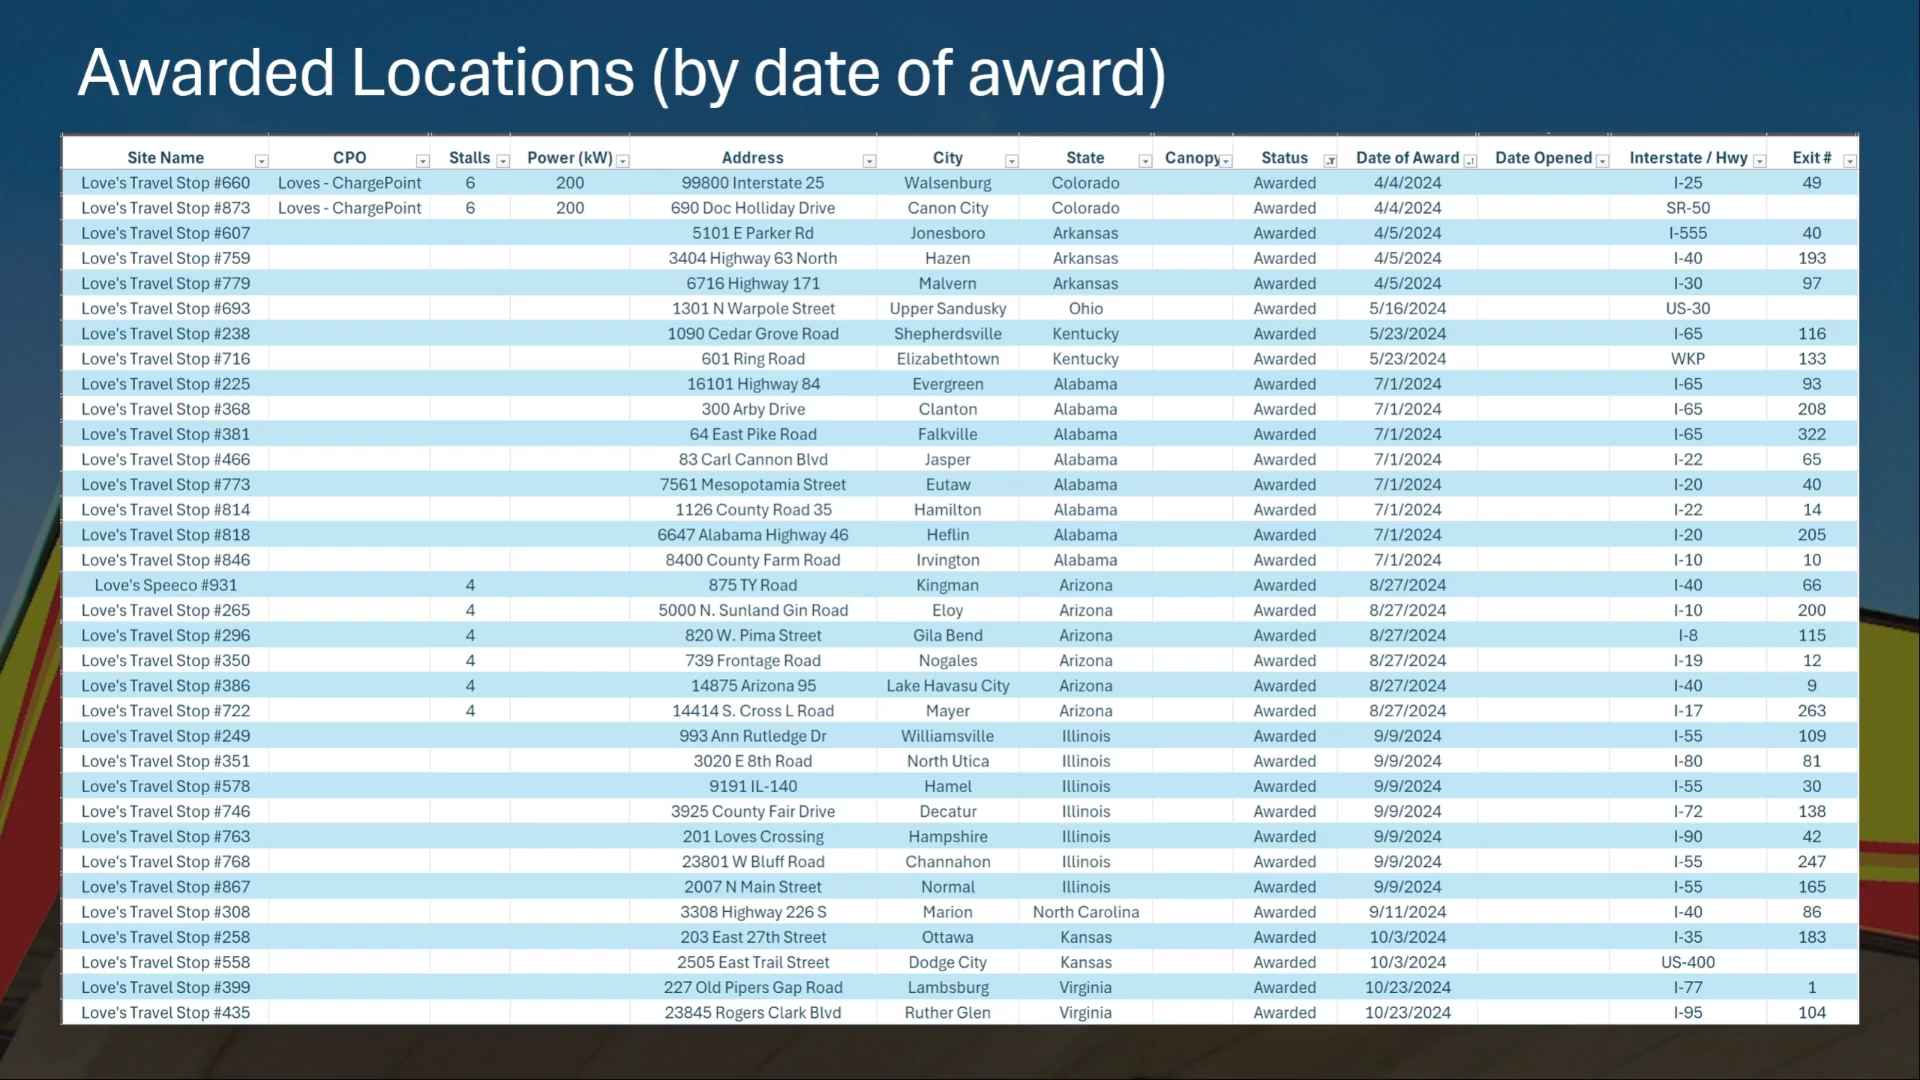 Awarded Locations (by date of award)
Site Name CPO Stalls Power (kW) Address City State Canopy Status Date of Award Date Opened Interstate / Hwy Exit #
Love's Travel Stop #660 Loves - ChargePoint 6 200 99800 Interstate 25 Walsenburg Colorado Awarded 4/4/2024 I-25 49
Love's Travel Stop #873 Loves - ChargePoint 6 200 690 Doc Holliday Drive Canon City Colorado Awarded 4/4/2024 SR-50
Love's Travel Stop #607 5101 E Parker Rd Jonesboro Arkansas Awarded 4/5/2024 I-555 40
Love's Travel Stop #759 3404 Highway 63 North Hazen Arkansas Awarded 4/5/2024 I-40 193
Love's Travel Stop #779 6716 Highway 171 Malvern Arkansas Awarded 4/5/2024 I-30 97
Love's Travel Stop #693 1301 N Warpole Street Upper Sandusky Ohio Awarded 5/16/2024 US-30
Love's Travel Stop #238 1090 Cedar Grove Road Shepherdsville Kentucky Awarded 5/23/2024 I-65 116
Love's Travel Stop #716 601 Ring Road Elizabethtown Kentucky Awarded 5/23/2024 WKP 133
Love's Travel Stop #225 16101 Highway 84 Evergreen Alabama Awarded 7/1/2024 I-65 93
Love's Travel Stop #368 300 Arby Drive Clanton Alabama Awarded 7/1/2024 I-65 208
Love's Travel Stop #381 64 East Pike Road Falkville Alabama Awarded 7/1/2024 I-65 322
Love's Travel Stop #466 83 Carl Cannon Blvd Jasper Alabama Awarded 7/1/2024 I-22 65
Love's Travel Stop #773 7561 Mesopotamia Street Eutaw Alabama Awarded 7/1/2024 I-20 40
Love's Travel Stop #814 1126 County Road 35 Hamilton Alabama Awarded 7/1/2024 I-22 14
Love's Travel Stop #818 6647 Alabama Highway 46 Heflin Alabama Awarded 7/1/2024 I-20 205
Love's Travel Stop #846 8400 County Farm Road Irvington Alabama Awarded 7/1/2024 I-10 10
Love's Speeco #931 4 875 TY Road Kingman Arizona Awarded 8/27/2024 I-40 66
Love's Travel Stop #265 4 5000 N. Sunland Gin Road Eloy Arizona Awarded 8/27/2024 I-10 200
Love's Travel Stop #296 4 820 W. Pima Street Gila Bend Arizona Awarded 8/27/2024 I-8 115
Love's Travel Stop #350 4 739 Frontage Road Nogales Arizona Awarded 8/27/2024 I-19 12
Love's Travel Stop #386 4 14875 Arizona 95 Lake Havasu City Arizona Awarded 8/27/2024 I-40 9
Love's Travel Stop #722 4 14414 S. Cross L Road Mayer Arizona Awarded 8/27/2024 I-17 263
Love's Travel Stop #249 993 Ann Rutledge Dr Williamsville Illinois Awarded 9/9/2024 I-55 109
Love's Travel Stop #351 3020 E 8th Road North Utica Illinois Awarded 9/9/2024 I-80 81
Love's Travel Stop #578 9191 IL-140 Hamel Illinois Awarded 9/9/2024 I-55 30
Love's Travel Stop #746 3925 County Fair Drive Decatur Illinois Awarded 9/9/2024 I-72 138
Love's Travel Stop #763 201 Loves Crossing Hampshire Illinois Awarded 9/9/2024 I-90 42
Love's Travel Stop #768 23801 W Bluff Road Channahon Illinois Awarded 9/9/2024 I-55 247
Love's Travel Stop #867 2007 N Main Street Normal Illinois Awarded 9/9/2024 I-55 165
Love's Travel Stop #308 3308 Highway 226 S Marion North Carolina Awarded 9/11/2024 I-40 86
Love's Travel Stop #258 203 East 27th Street Ottawa Kansas Awarded 10/3/2024 I-35 183
Love's Travel Stop #558 2505 East Trail Street Dodge City Kansas Awarded 10/3/2024 US-400
Love's Travel Stop #399 227 Old Pipers Gap Road Lambsburg Virginia Awarded 10/23/2024 I-77 1
Love's Travel Stop #435 23845 Rogers Clark Blvd Ruther Glen Virginia Awarded 10/23/2024 I-95 104